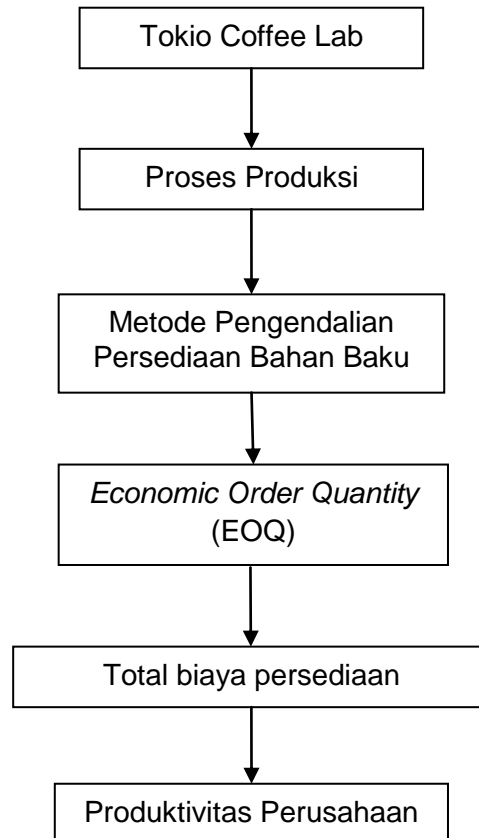 Tokio Coffee Lab
Proses Produksi
Metode Pengendalian
Persediaan Bahan Baku
Economic Order Quantity
(EOQ)
Total biaya persediaan
Produktivitas Perusahaan